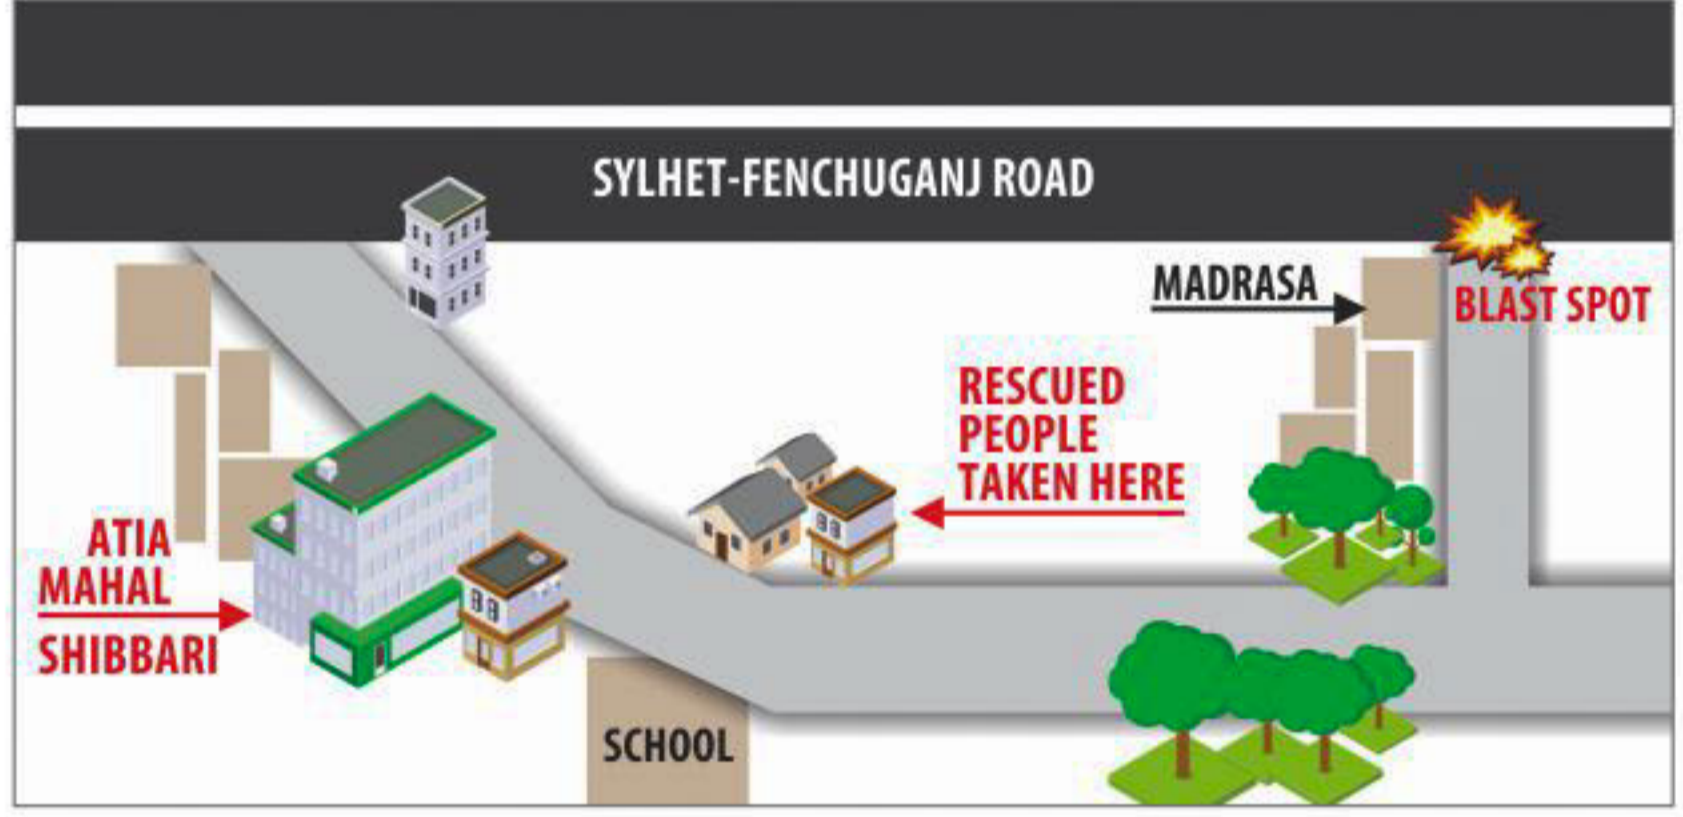 SYLHET-FENCHUGANJ ROAD
MADRASA
BLAST SPOT
RESCUED
PEOPLE
TAKEN HERE
ATIA
MAHAL
SHIBBARI
SCHOOL